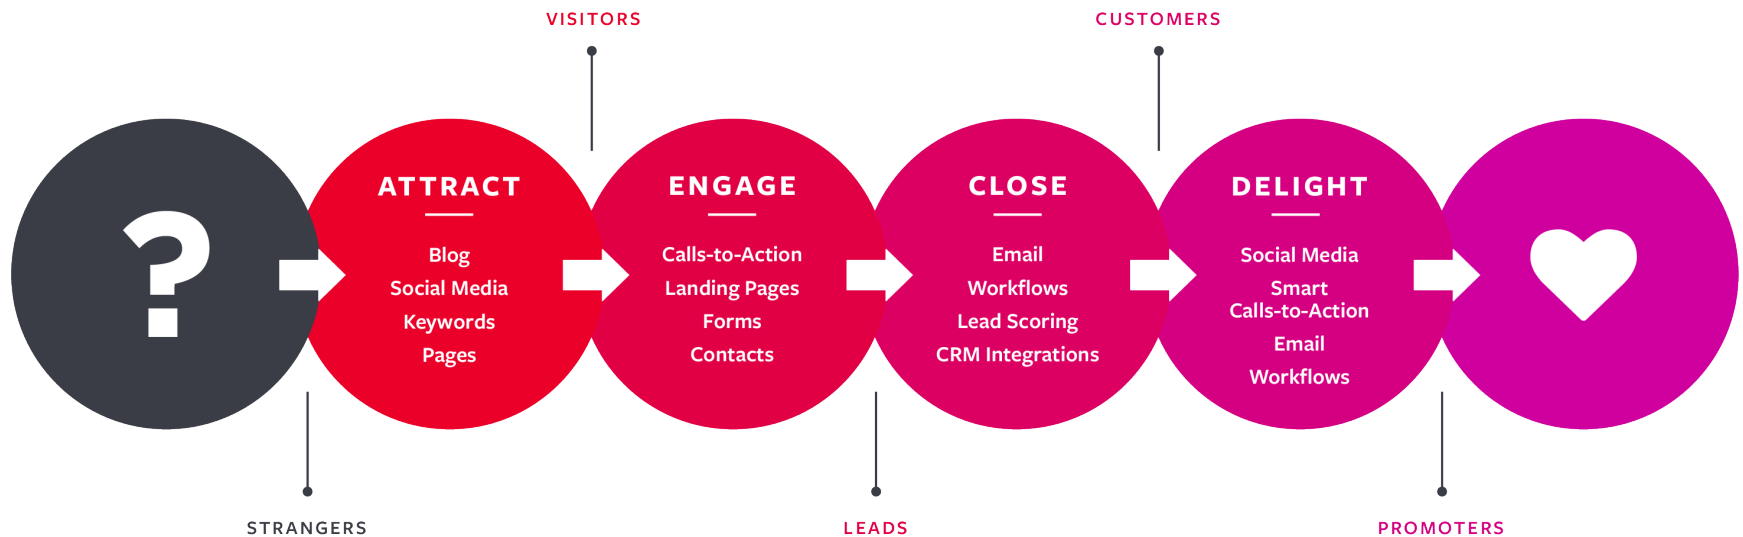 VISITORS
CUSTOMERS
?
ATTRACT
Blog
Social Media
Keywords
Pages
ENGAGE
Calls-to-Action
Landing Pages
Forms
Contacts
CLOSE
Email
Workflows
Lead Scoring
CRM Integrations
DELIGHT
Social Media
Smart
Calls-to-Action
Email
Workflows
STRANGERS
LEADS
PROMOTERS